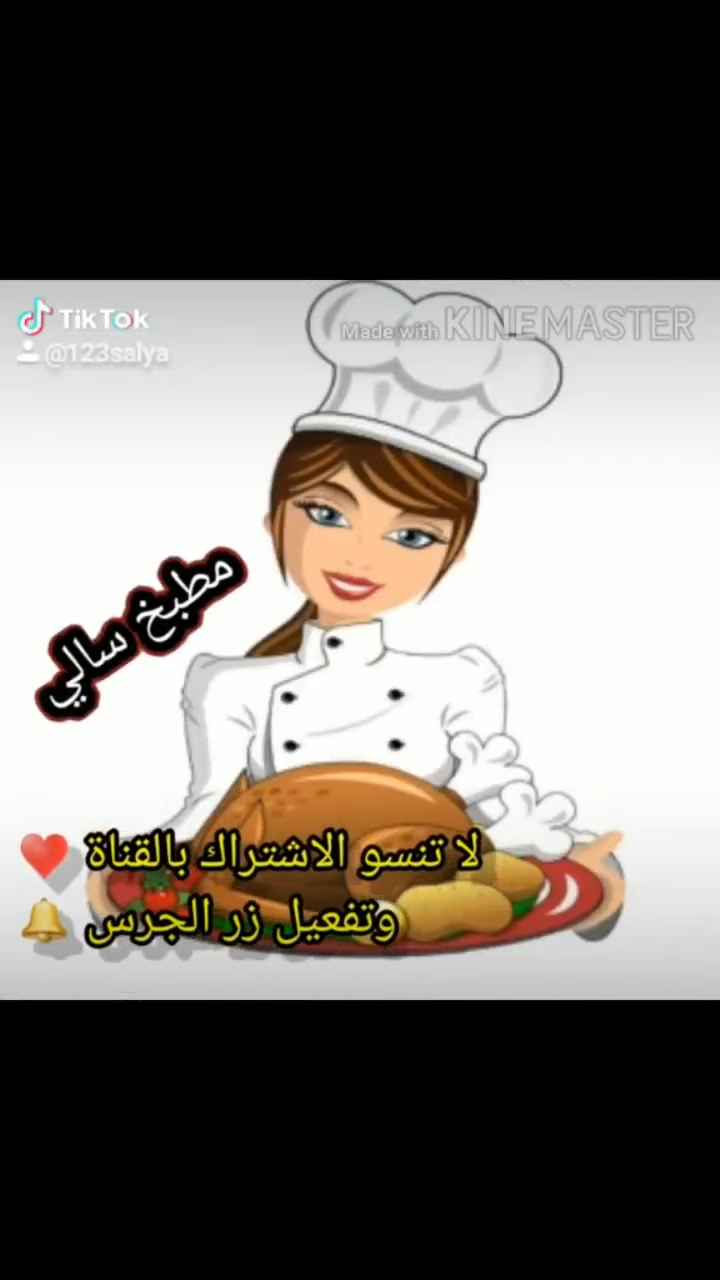 TikTok
@123salya
Made with KINEMASTER
مطبخ سالي
لا تنسو الاشتراك بالقناة ❤️
وتفعيل زر الجرس 🔔